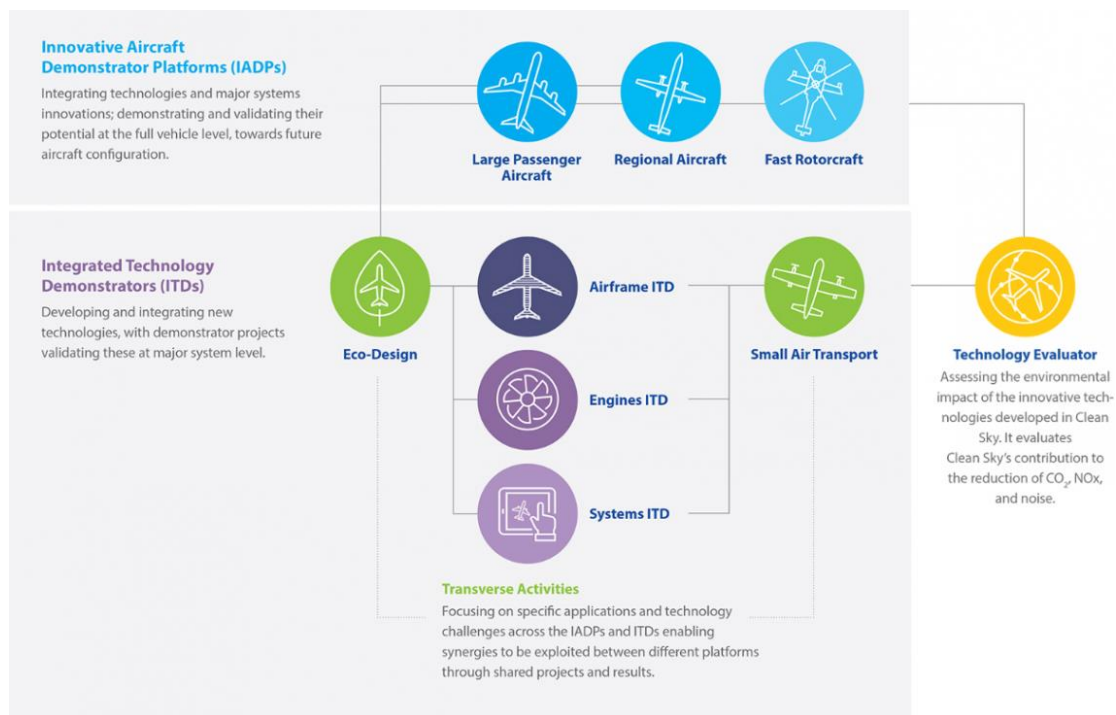 Innovative Aircraft
Demonstrator Platforms (IADPs)
Integrating technologies and major systems
innovations; demonstrating and validating their
potential at the full vehicle level, towards future
aircraft configuration.
Large Passenger
Aircraft
Regional Aircraft
Fast Rotorcraft
Integrated Technology
Demonstrators (ITDs)
Developing and integrating new
technologies, with demonstrator projects
validating these at major system level.
Eco-Design
Airframe ITD
Engines ITD
Systems ITD
Small Air Transport
Technology Evaluator
Assessing the environmental
impact of the innovative tech-
nologies developed in Clean
Sky. It evaluates
Clean Sky's contribution to
the reduction of CO₂, NOx,
and noise.
Transverse Activities
Focusing on specific applications and technology
challenges across the IADPs and ITDs enabling
synergies to be exploited between different platforms
through shared projects and results.